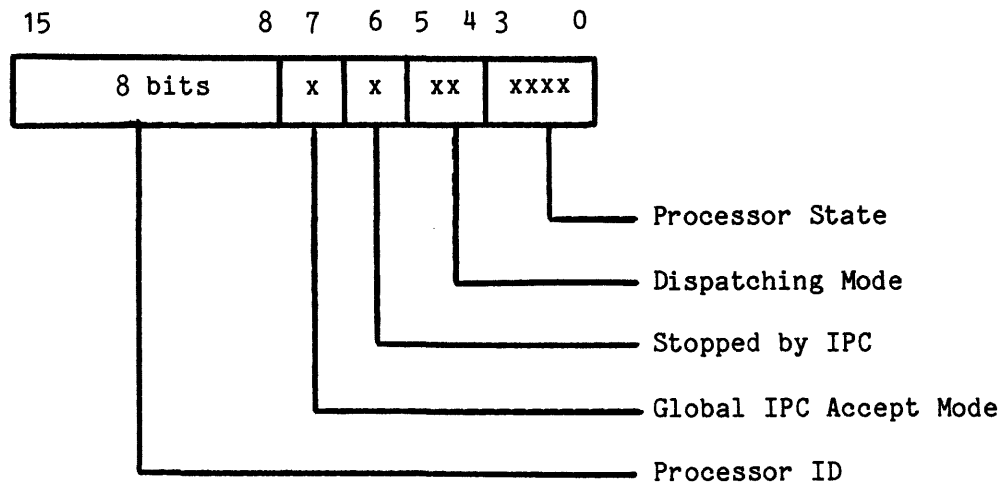 15 8 7 6 5 4 3 0
8 bits x x xx xxxx
Processor State
Dispatching Mode
Stopped by IPC
Global IPC Accept Mode
Processor ID